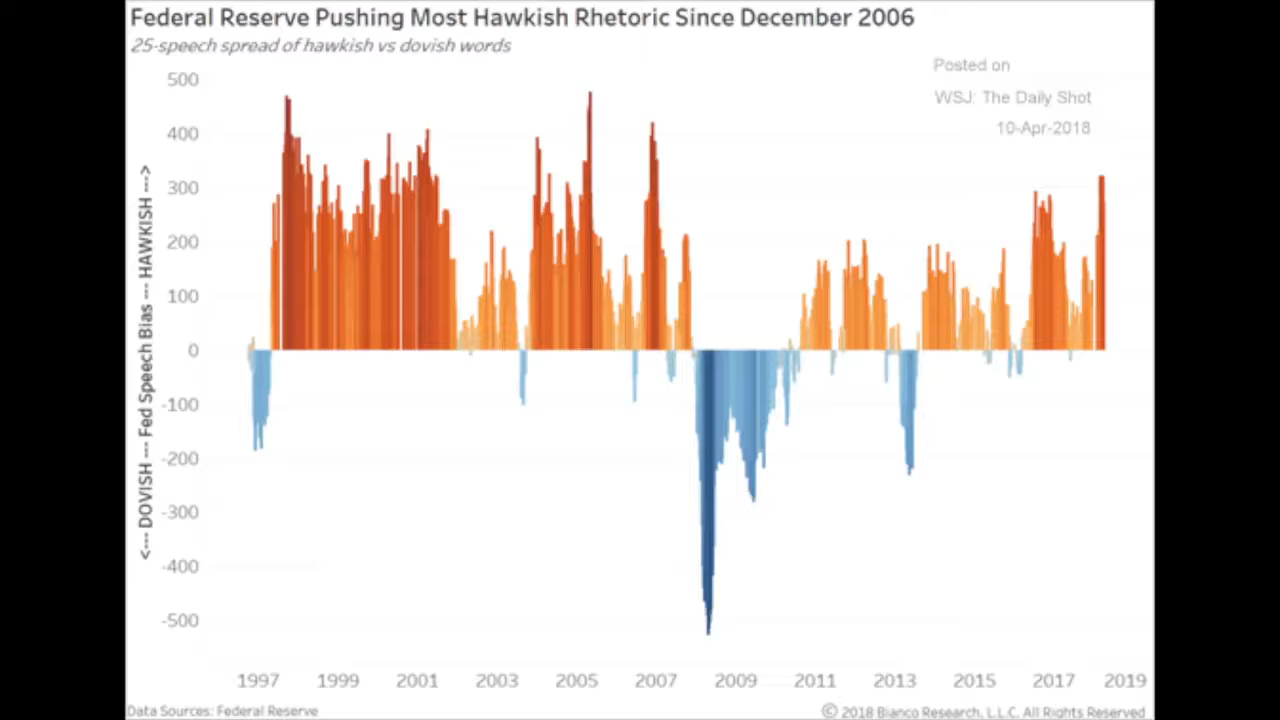 Federal Reserve Pushing Most Hawkish Rhetoric Since December 2006
25-speech spread of hawkish vs dovish words
Posted on
WSJ: The Daily Shot
10-Apr-2018
<--- DOVISH --- Fed Speech Bias --- HAWKISH --->
500
400
300
200
100
0
-100
-200
-300
-400
-500
1997 1999 2001 2003 2005 2007 2009 2011 2013 2015 2017 2019
Data Sources: Federal Reserve
© 2018 Bianco Research, L.L.C. All Rights Reserved